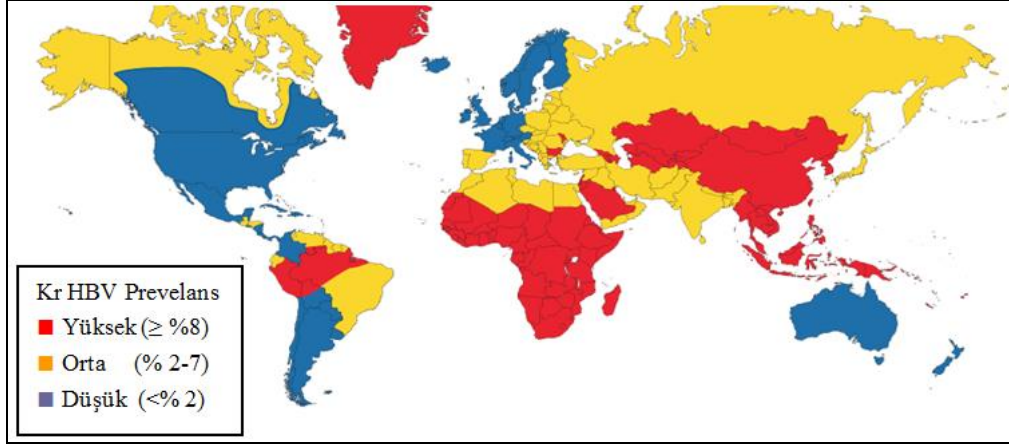 Kr HBV Prevelans
Yüksek (≥ %8)
Orta (% 2-7)
Düşük (<% 2)